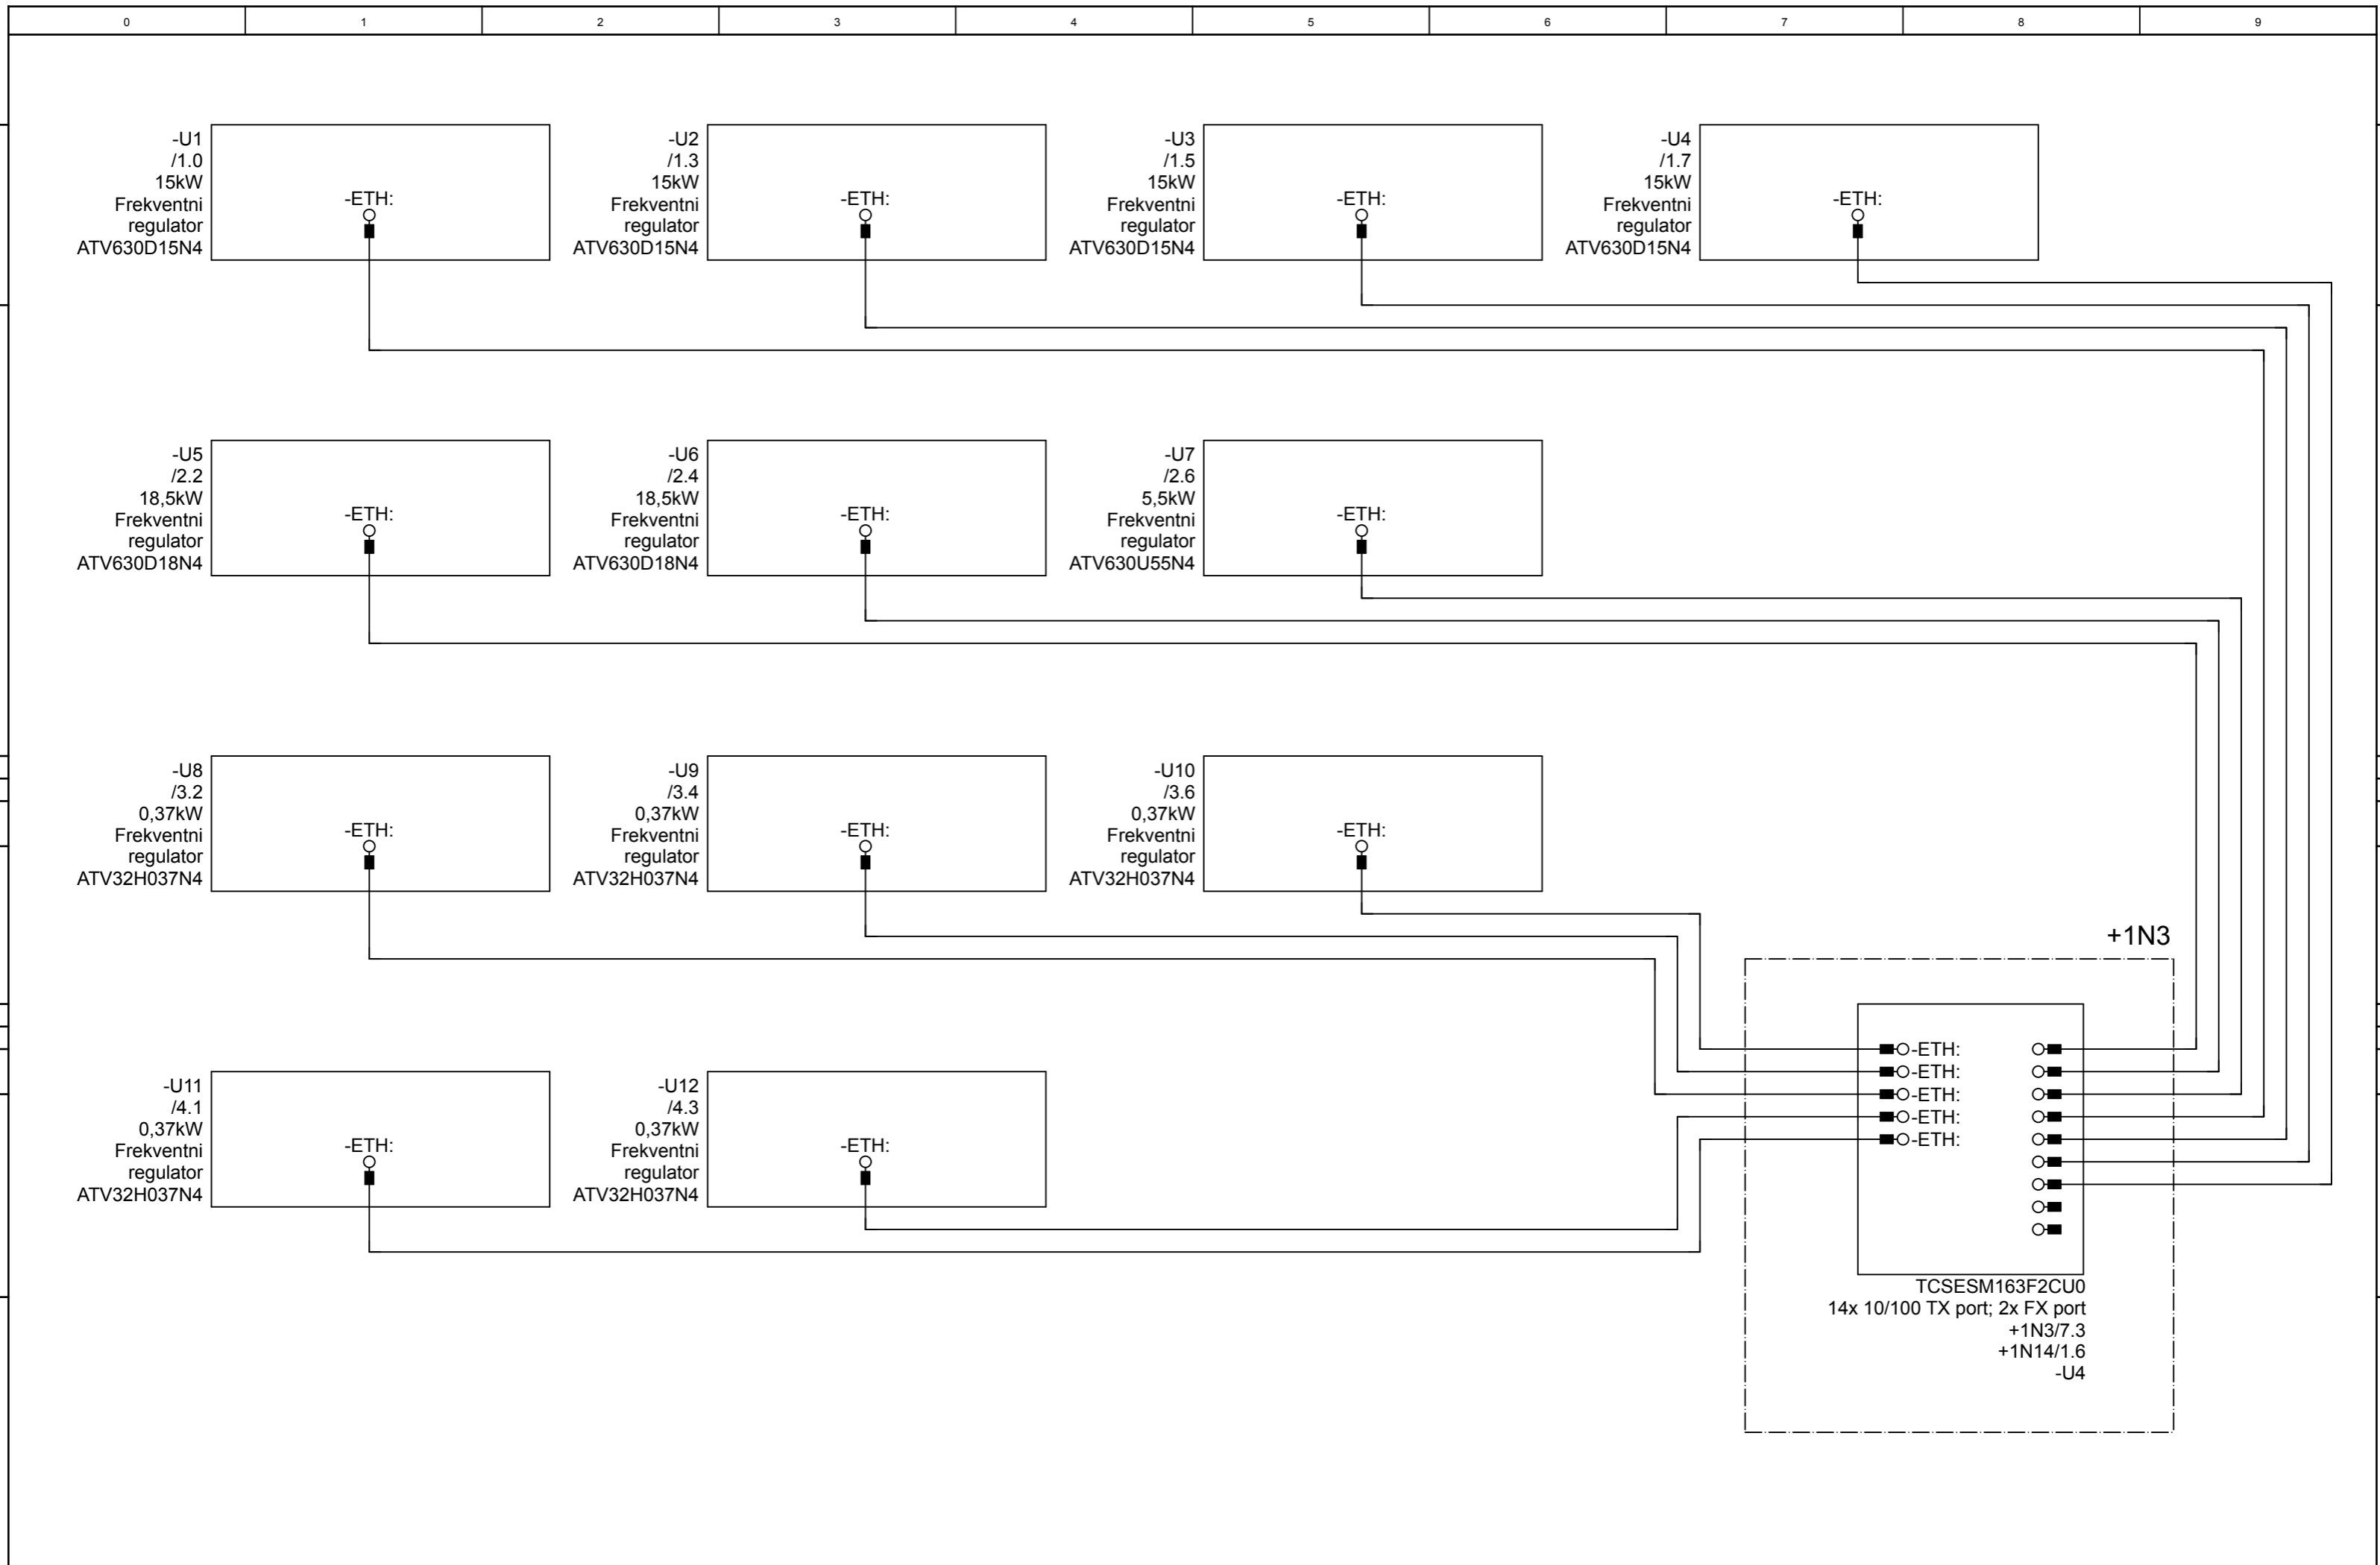 0 1 2 3 4 5 6 7 8 9
-U1
/1.0
15kW
Frekventni
regulator
ATV630D15N4
-ETH:
-U2
/1.3
15kW
Frekventni
regulator
ATV630D15N4
-ETH:
-U3
/1.5
15kW
Frekventni
regulator
ATV630D15N4
-ETH:
-U4
/1.7
15kW
Frekventni
regulator
ATV630D15N4
-ETH:
-U5
/2.2
18,5kW
Frekventni
regulator
ATV630D18N4
-ETH:
-U6
/2.4
18,5kW
Frekventni
regulator
ATV630D18N4
-ETH:
-U7
/2.6
5,5kW
Frekventni
regulator
ATV630U55N4
-ETH:
-U8
/3.2
0,37kW
Frekventni
regulator
ATV32H037N4
-ETH:
-U9
/3.4
0,37kW
Frekventni
regulator
ATV32H037N4
-ETH:
-U10
/3.6
0,37kW
Frekventni
regulator
ATV32H037N4
-ETH:
-U11
/4.1
0,37kW
Frekventni
regulator
ATV32H037N4
-ETH:
-U12
/4.3
0,37kW
Frekventni
regulator
ATV32H037N4
-ETH:
+1N3
-ETH:
-ETH:
-ETH:
-ETH:
-ETH:
TCSESM163F2CU0
14x 10/100 TX port; 2x FX port
+1N3/7.3
+1N14/1.6
-U4